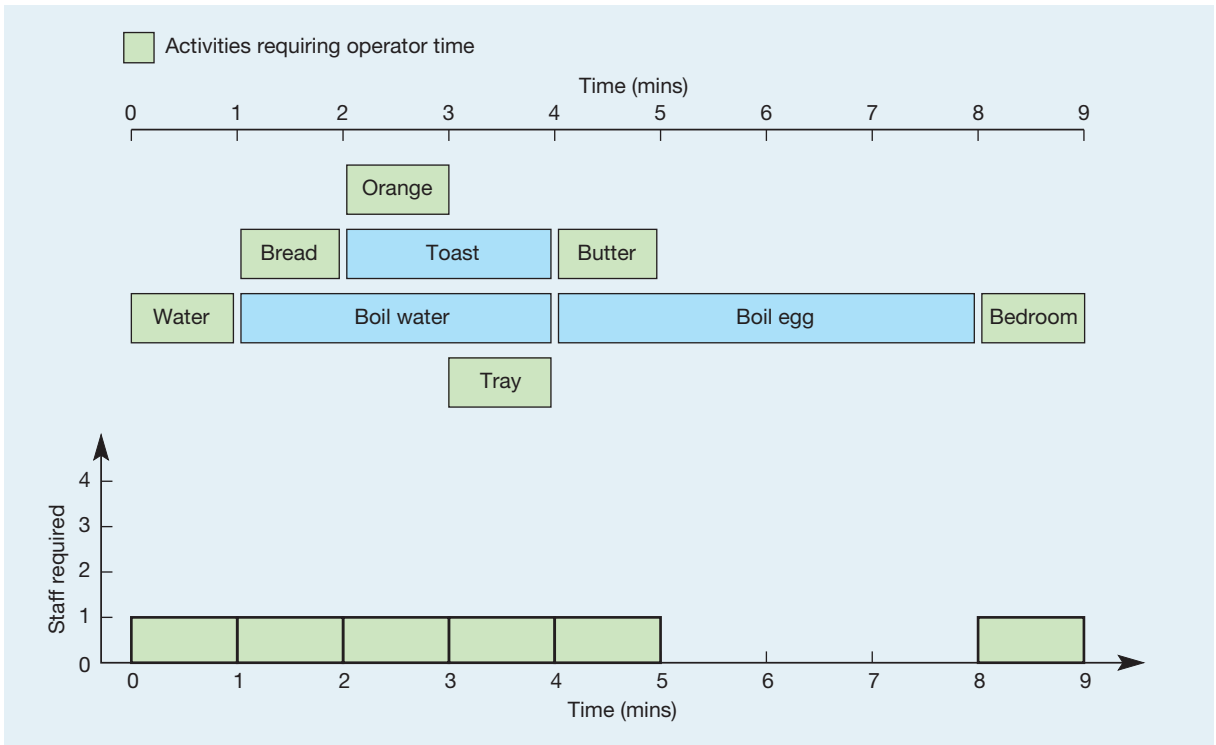 Activities requiring operator time
Time (mins)
0 1 2 3 4 5 6 7 8 9
Orange
Bread Toast Butter
Water Boil water Boil egg Bedroom
Tray
Staff required
4
3
2
1
0
0 1 2 3 4 5 6 7 8 9
Time (mins)